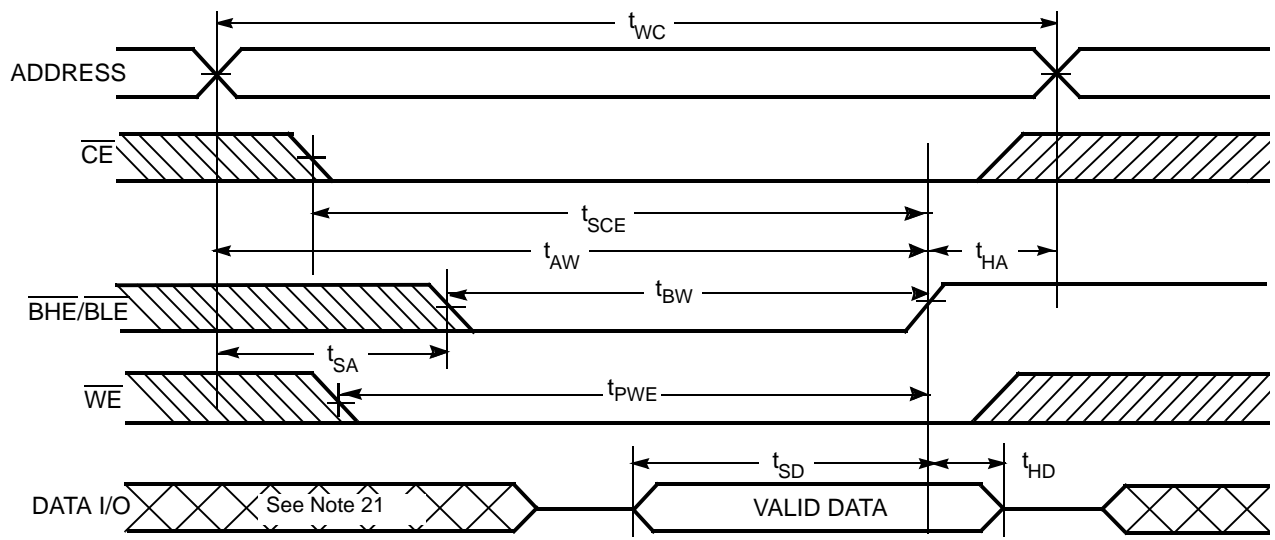 tWC
ADDRESS
CE
tSCE
tAW
tHA
BHE/BLE
tBW
tSA
WE
tPWE
tSD
tHD
DATA I/O
See Note 21
VALID DATA